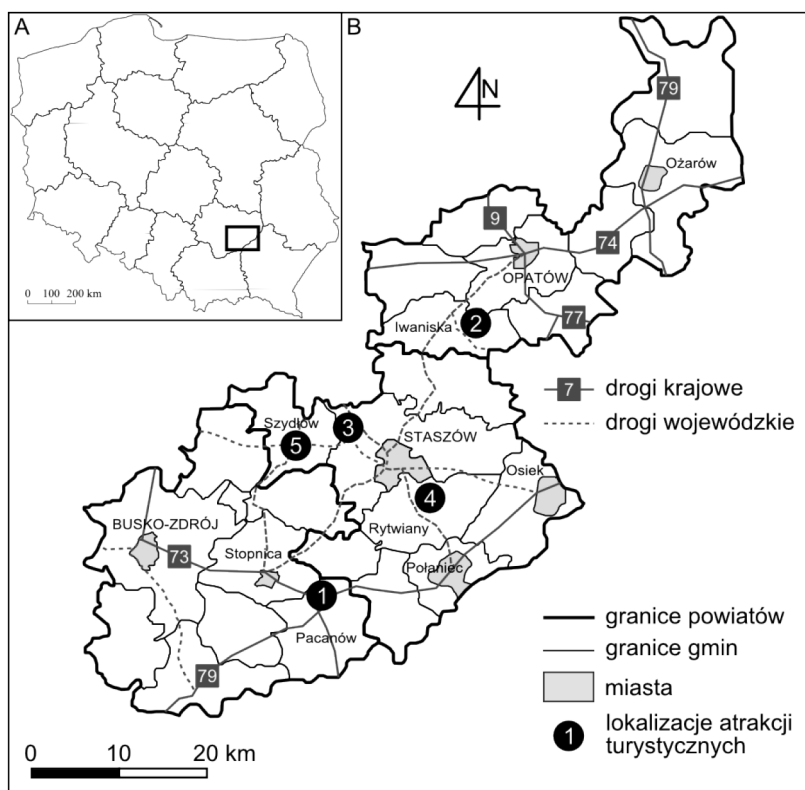 A
0 100 200 km
B
N
79
Ożarów
9
74
OPATÓW
77
Iwaniska
2
7 drogi krajowe
drogi wojewódzkie
Szydłów
3
5
STASZÓW
Osiek
4
BUSKO-ZDRÓJ
Rytwiany
73
Stopnica
Połaniec
1
Pacanów
79
granice powiatów
granice gmin
miasta
1 lokalizacje atrakcji
turystycznych
0 10 20 km